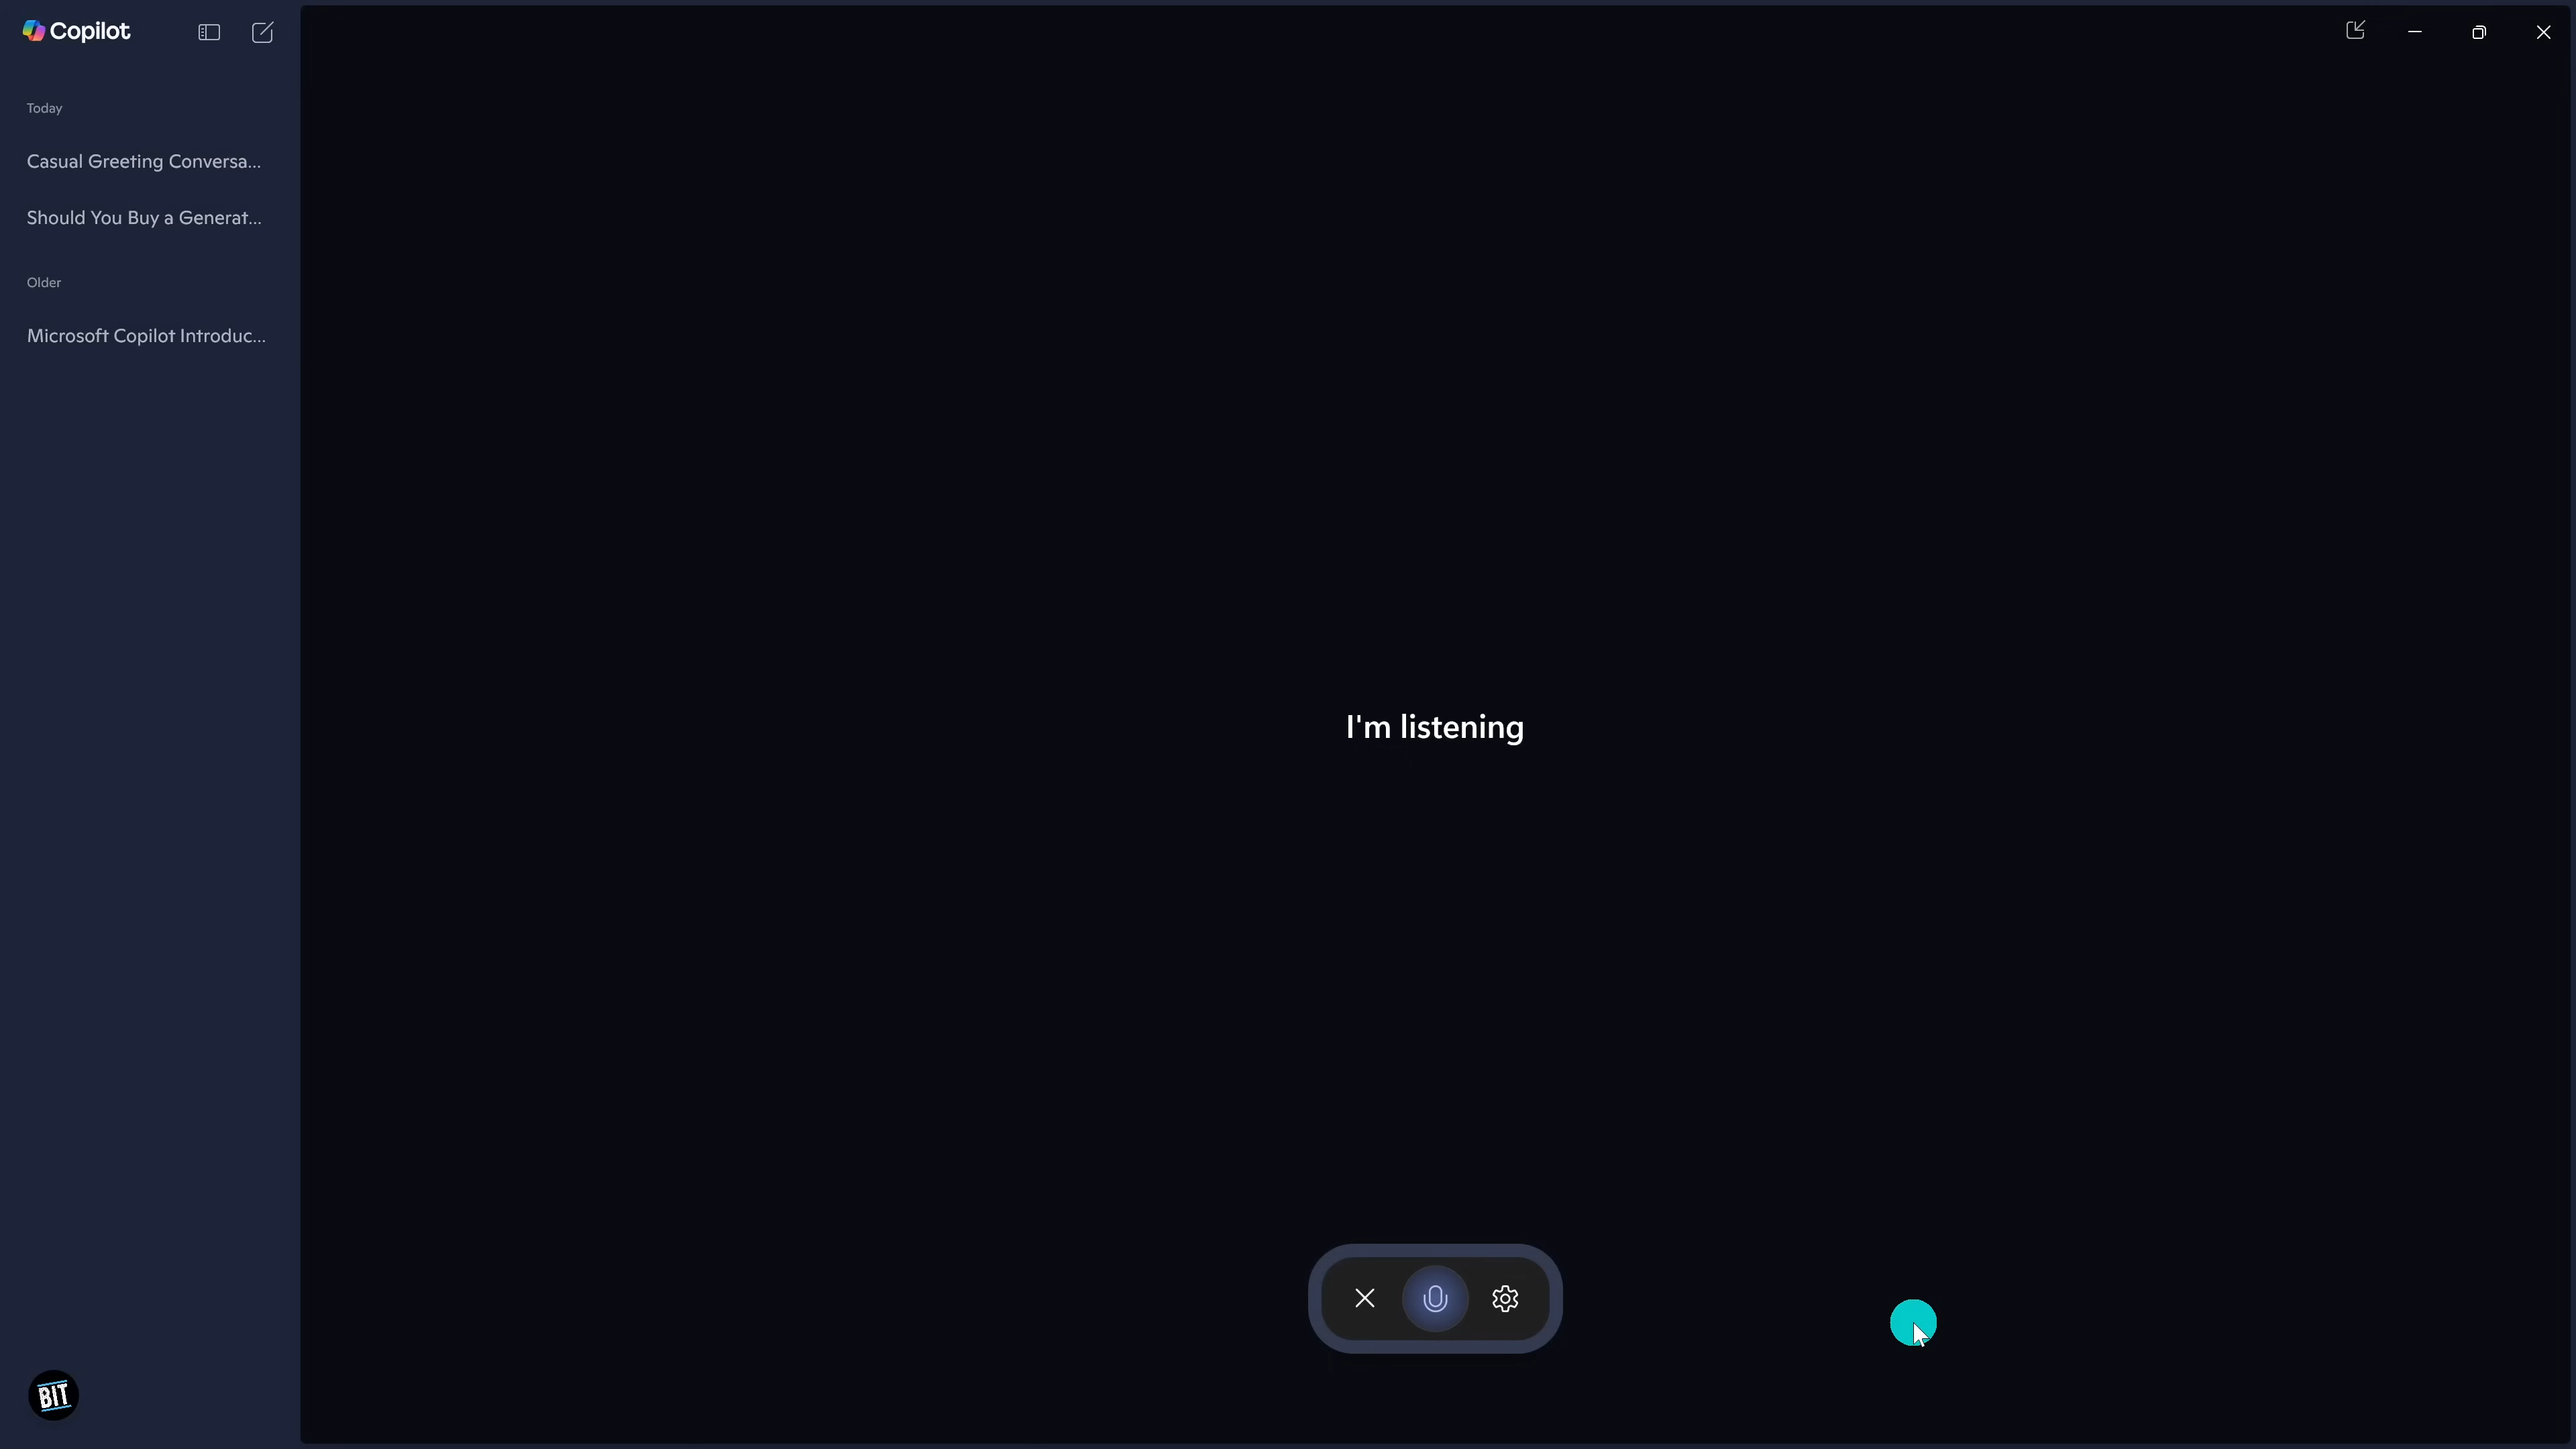 Copilot
Today
Casual Greeting Conversa...
Should You Buy a Generat...
Older
Microsoft Copilot Introduc...
I'm listening
BIT